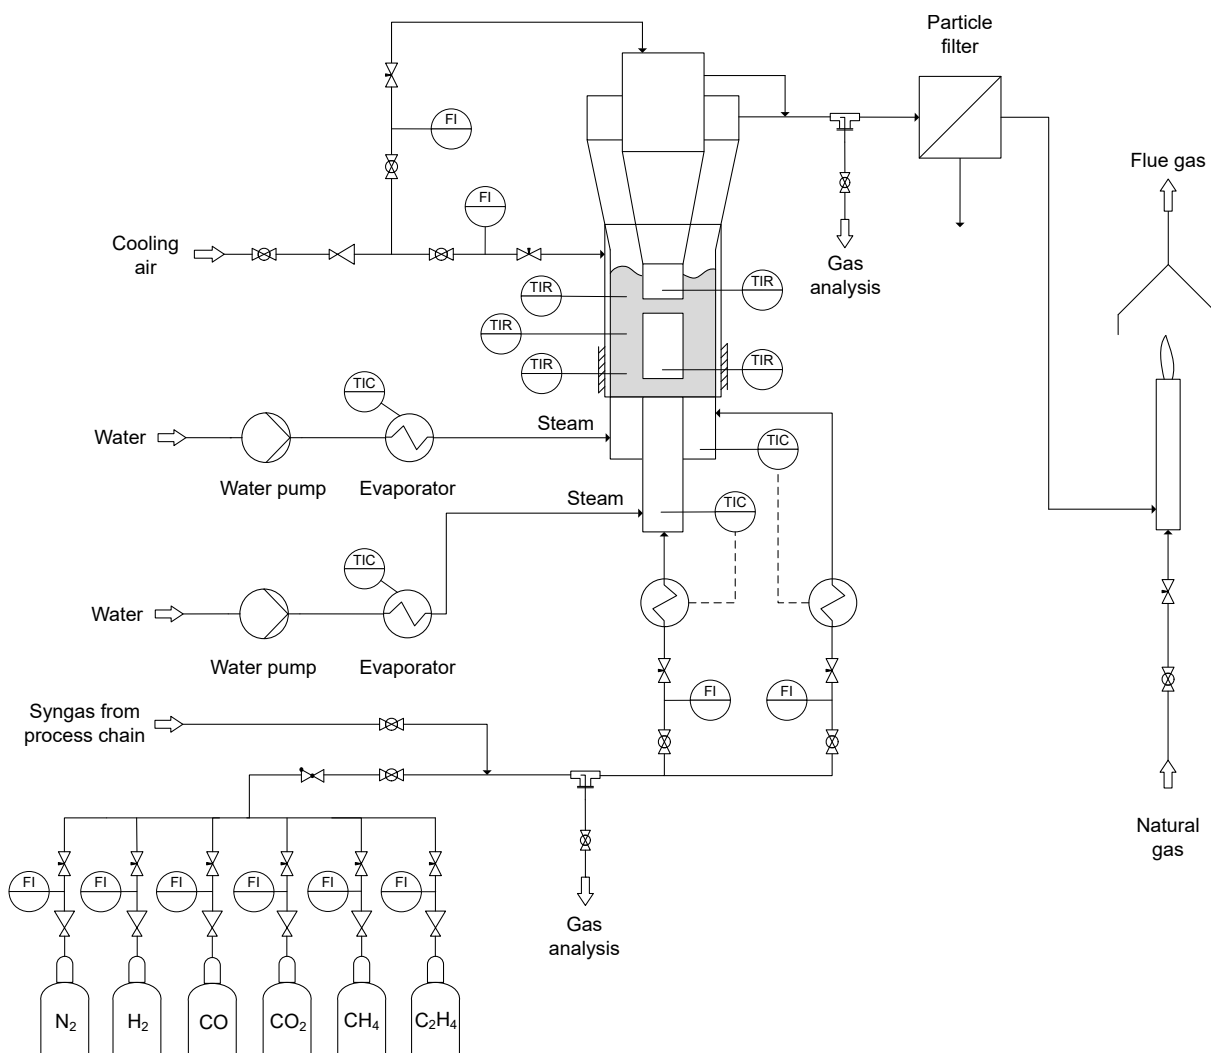 Particle
filter
FI
Flue gas
FI
Cooling
air
Gas
analysis
TIR
TIR
TIR
TIR
TIR
TIC
Steam
Water
TIC
Water pump
Evaporator
Steam
TIC
TIC
Water
Water pump
Evaporator
FI
FI
Syngas from
process chain
Natural
gas
FI
FI
FI
FI
FI
FI
Gas
analysis
N₂
H₂
CO
CO₂
CH₄
C₂H₄